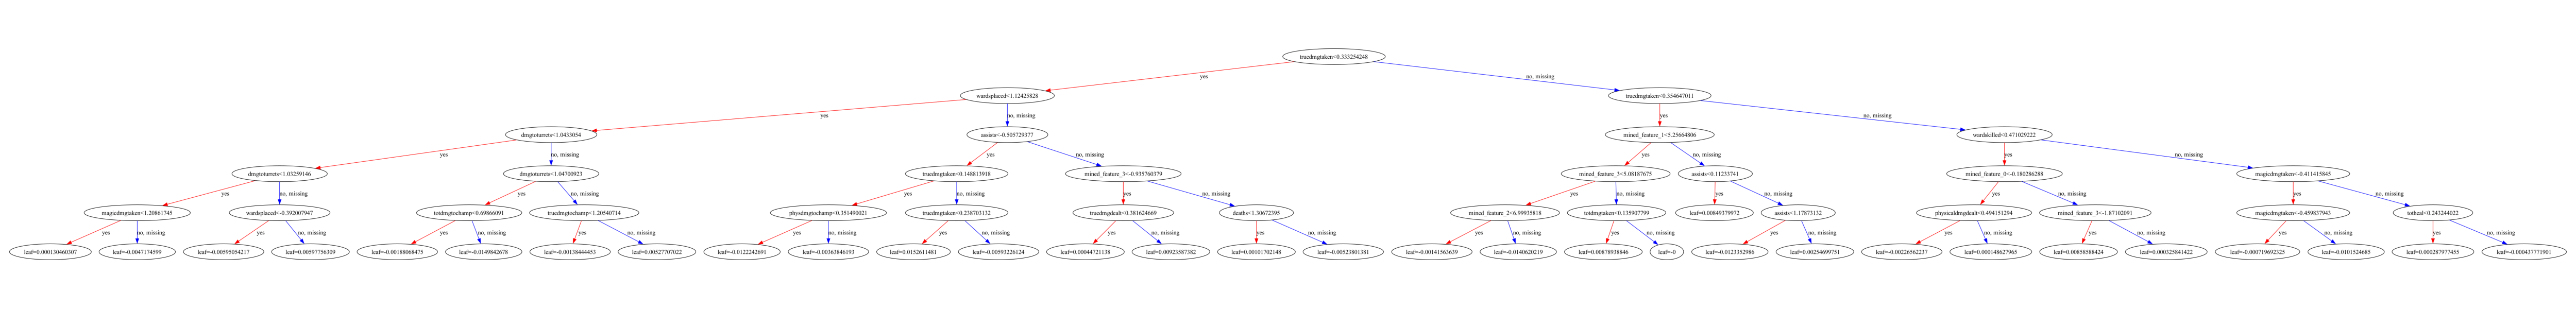 truedmgtaken<0.333254248
yes
no, missing
wardsplaced<1.12425828
truedmgtaken<0.354647011
yes
no, missing
yes
no, missing
dmgtoturrets<1.0433054
assists<-0.505729377
mined_feature_1<5.25664806
wardskilled<0.471029222
yes
no, missing
yes
no, missing
yes
no, missing
yes
no, missing
dmgtoturrets<1.03259146
dmgtoturrets<1.04700923
truedmgtaken<0.148813918
mined_feature_3<-0.935760379
mined_feature_3<5.08187675
assists<0.11233741
mined_feature_0<-0.180286288
magicdmgtaken<-0.411415845
yes
no, missing
yes
no, missing
yes
no, missing
yes
no, missing
yes
no, missing
yes
no, missing
yes
no, missing
yes
no, missing
magicdmgtaken<1.20861745
wardsplaced<-0.392007947
totdmgtochamp<0.69866091
truedmgtochamp<1.20540714
physdmgtochamp<0.351490021
truedmgtaken<0.238703132
truedmgdealt<0.381624669
deaths<1.30672395
mined_feature_2<6.99935818
totdmgtaken<0.135907799
leaf=0.00849379972
assists<1.17873132
physicaldmgdealt<0.494151294
mined_feature_3<-1.87102091
magicdmgtaken<-0.459837943
totheal<0.243244022
yes
no, missing
yes
no, missing
yes
no, missing
yes
no, missing
yes
no, missing
yes
no, missing
yes
no, missing
yes
no, missing
yes
no, missing
yes
no, missing
yes
no, missing
yes
no, missing
yes
no, missing
yes
no, missing
yes
no, missing
leaf=0.000130460307
leaf=-0.0047174599
leaf=-0.00595054217
leaf=0.00597756309
leaf=-0.00188068475
leaf=-0.0149842678
leaf=-0.00138444453
leaf=0.00527707022
leaf=-0.0122242691
leaf=-0.00363846193
leaf=0.0152611481
leaf=-0.00593226124
leaf=0.00044721138
leaf=0.00923587382
leaf=0.00101702148
leaf=-0.00523801381
leaf=-0.00141563639
leaf=-0.0140620219
leaf=0.00878938846
leaf=-0
leaf=-0.0123352986
leaf=0.00254699751
leaf=-0.00226562237
leaf=0.000148627965
leaf=0.00858588424
leaf=0.000325841422
leaf=-0.000719692325
leaf=-0.0101524685
leaf=0.000287977455
leaf=-0.000437771901